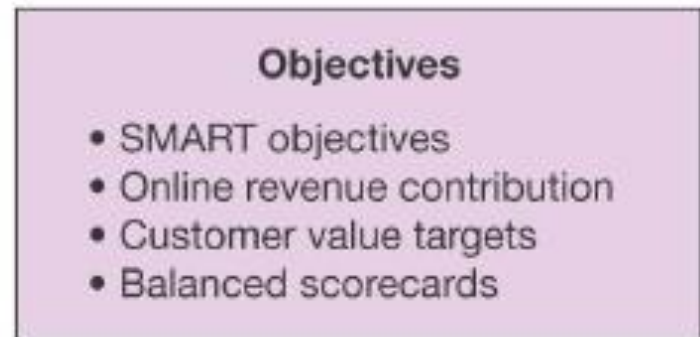 Objectives
• SMART objectives
• Online revenue contribution
• Customer value targets
• Balanced scorecards